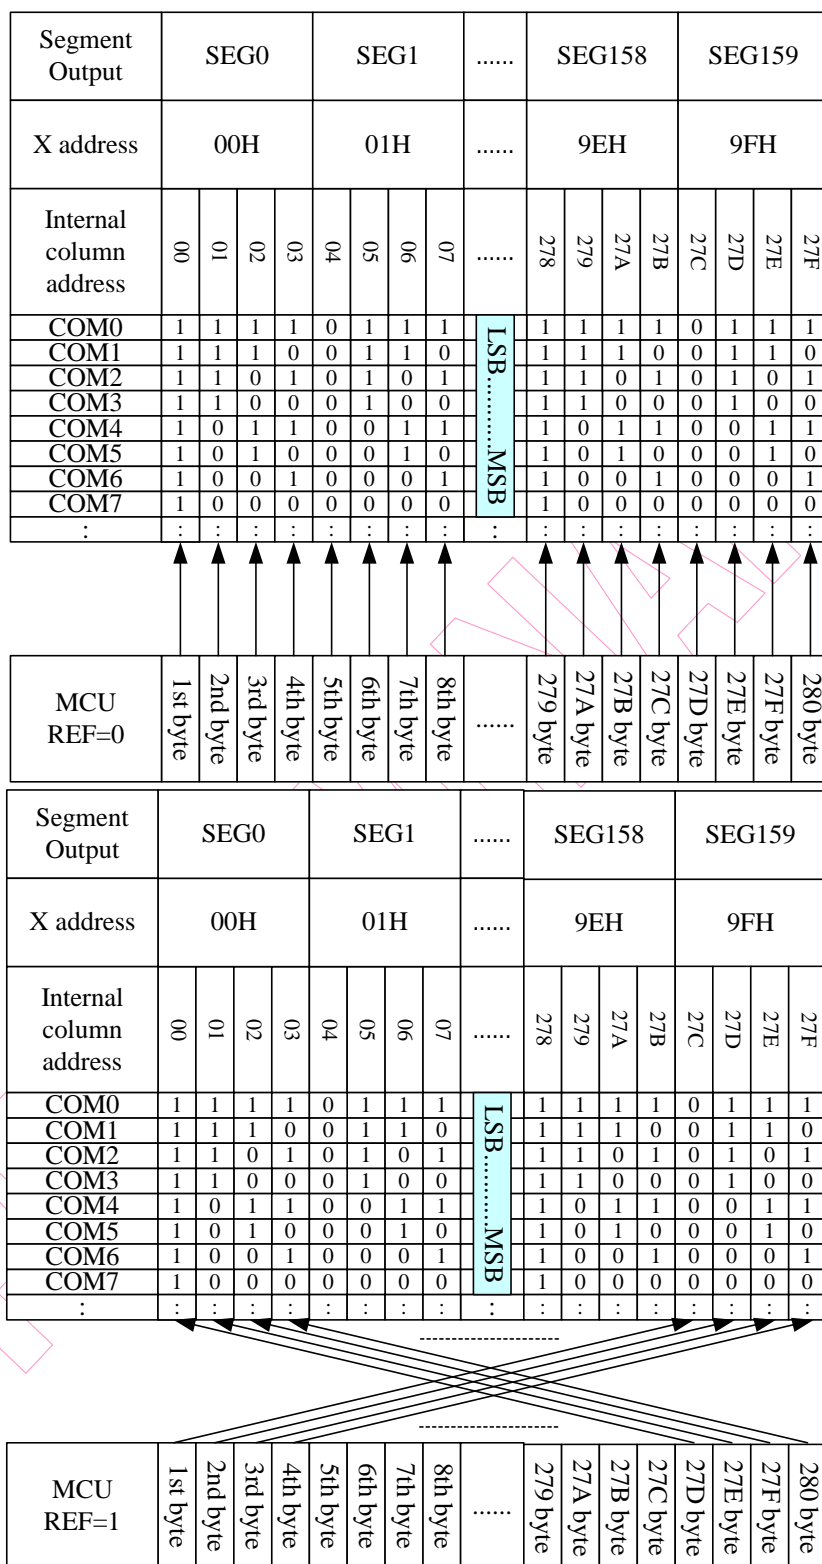 Segment Output SEG0 SEG1 ...... SEG158 SEG159
X address 00H 01H ...... 9EH 9FH
Internal column address 00 01 02 03 04 05 06 07 ...... 278 279 27A 27B 27C 27D 27E 27F
COM0 1 1 1 1 0 1 1 1 LSB............MSB 1 1 1 1 0 1 1 1
COM1 1 1 1 0 0 1 1 0 1 1 1 0 0 1 1 0
COM2 1 1 0 1 0 1 0 1 1 1 0 1 0 1 0 1
COM3 1 1 0 0 0 1 0 0 1 1 0 0 0 1 0 0
COM4 1 0 1 1 0 0 1 1 1 0 1 1 0 0 1 1
COM5 1 0 1 0 0 0 1 0 1 0 1 0 0 0 1 0
COM6 1 0 0 1 0 0 0 1 1 0 0 1 0 0 0 1
COM7 1 0 0 0 0 0 0 0 1 0 0 0 0 0 0 0
: : : : : : : : : : : : : : : : : :
MCU REF=0 1st byte 2nd byte 3rd byte 4th byte 5th byte 6th byte 7th byte 8th byte ...... 279 byte 27A byte 27B byte 27C byte 27D byte 27E byte 27F byte 280 byte
Segment Output SEG0 SEG1 ...... SEG158 SEG159
X address 00H 01H ...... 9EH 9FH
Internal column address 00 01 02 03 04 05 06 07 ...... 278 279 27A 27B 27C 27D 27E 27F
COM0 1 1 1 1 0 1 1 1 LSB............MSB 1 1 1 1 0 1 1 1
COM1 1 1 1 0 0 1 1 0 1 1 1 0 0 1 1 0
COM2 1 1 0 1 0 1 0 1 1 1 0 1 0 1 0 1
COM3 1 1 0 0 0 1 0 0 1 1 0 0 0 1 0 0
COM4 1 0 1 1 0 0 1 1 1 0 1 1 0 0 1 1
COM5 1 0 1 0 0 0 1 0 1 0 1 0 0 0 1 0
COM6 1 0 0 1 0 0 0 1 1 0 0 1 0 0 0 1
COM7 1 0 0 0 0 0 0 0 1 0 0 0 0 0 0 0
: : : : : : : : : : : : : : : : : :
MCU REF=1 1st byte 2nd byte 3rd byte 4th byte 5th byte 6th byte 7th byte 8th byte ...... 279 byte 27A byte 27B byte 27C byte 27D byte 27E byte 27F byte 280 byte